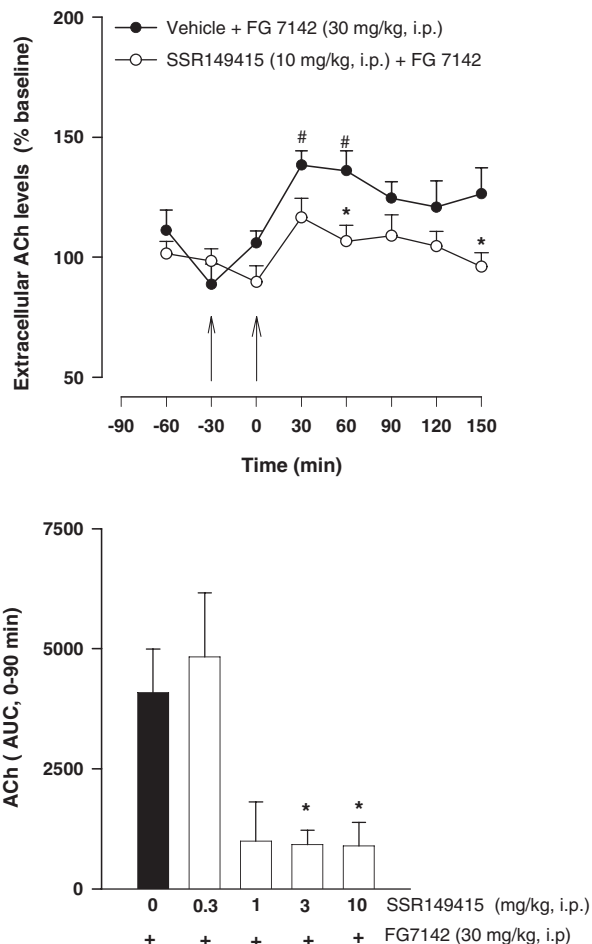 200
Vehicle + FG 7142 (30 mg/kg, i.p.)
SSR149415 (10 mg/kg, i.p.) + FG 7142
150
100
50
Extracellular ACh levels (% baseline)
# #
*
*
-90 -60 -30 0 30 60 90 120 150
Time (min)
7500
5000
2500
0
ACh ( AUC, 0-90 min)
* *
0 0.3 1 3 10 SSR149415 (mg/kg, i.p.)
+ + + + + FG7142 (30 mg/kg, i.p)